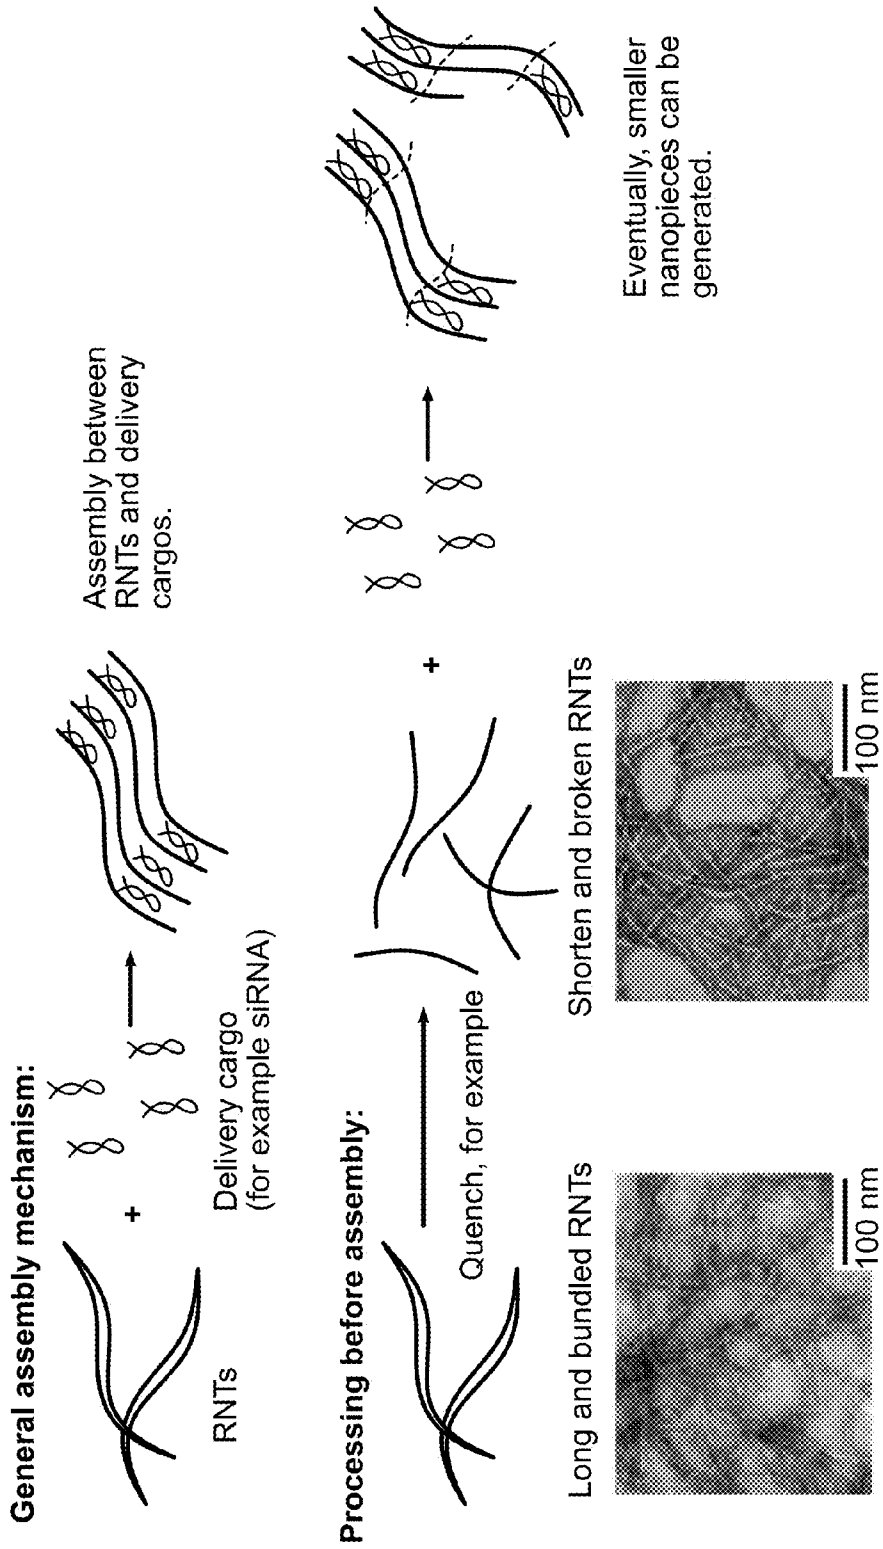 General assembly mechanism:
RNTs
+
Delivery cargo
(for example siRNA)
Assembly between
RNTs and delivery
cargos.
Processing before assembly:
Quench, for example
+
Eventually, smaller
nanopieces can be
generated.
Long and bundled RNTs
100 nm
Shorten and broken RNTs
100 nm